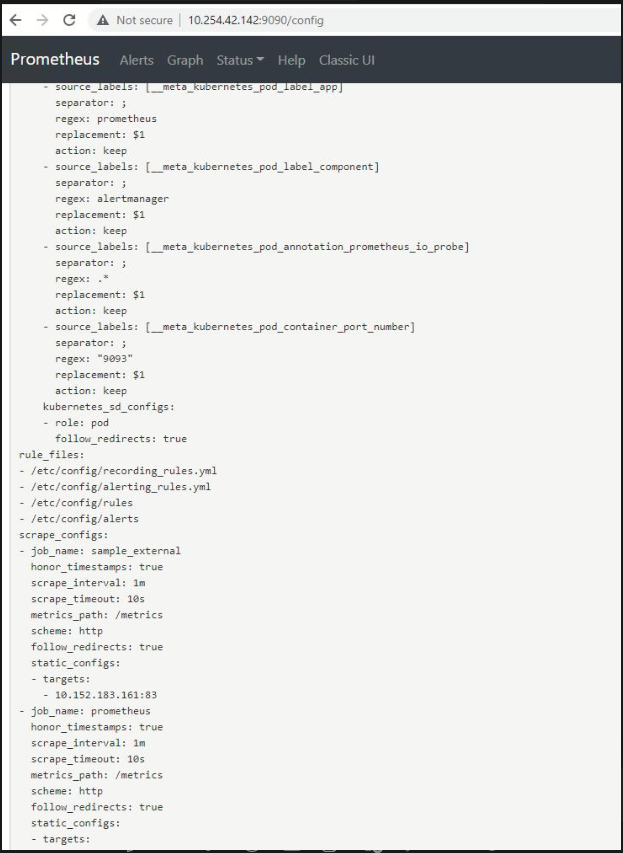 Not secure | 10.254.42.142:9090/config
Prometheus Alerts Graph Status Help Classic UI
- source_labels: [__meta_kubernetes_pod_label_app]
separator: ;
regex: prometheus
replacement: $1
action: keep
- source_labels: [__meta_kubernetes_pod_label_component]
separator: ;
regex: alertmanager
replacement: $1
action: keep
- source_labels: [__meta_kubernetes_pod_annotation_prometheus_io_probe]
separator: ;
regex: .*
replacement: $1
action: keep
- source_labels: [__meta_kubernetes_pod_container_port_number]
separator: ;
regex: "9093"
replacement: $1
action: keep
kubernetes_sd_configs:
- role: pod
follow_redirects: true
rule_files:
- /etc/config/recording_rules.yml
- /etc/config/alerting_rules.yml
- /etc/config/rules
- /etc/config/alerts
scrape_configs:
- job_name: sample_external
honor_timestamps: true
scrape_interval: 1m
scrape_timeout: 10s
metrics_path: /metrics
scheme: http
follow_redirects: true
static_configs:
- targets:
- 10.152.183.161:83
- job_name: prometheus
honor_timestamps: true
scrape_interval: 1m
scrape_timeout: 10s
metrics_path: /metrics
scheme: http
follow_redirects: true
static_configs:
- targets: